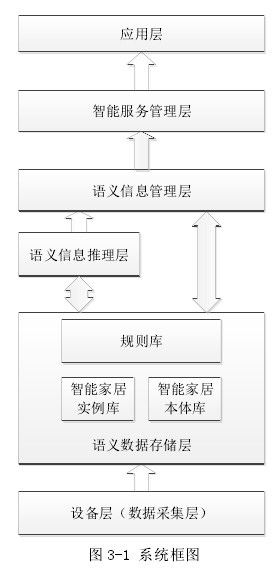 应用层
智能服务管理层
语义信息管理层
语义信息推理层
规则库
智能家居 智能家居
实例库 本体库
语义数据存储层
设备层（数据采集层）
图 3-1 系统框图